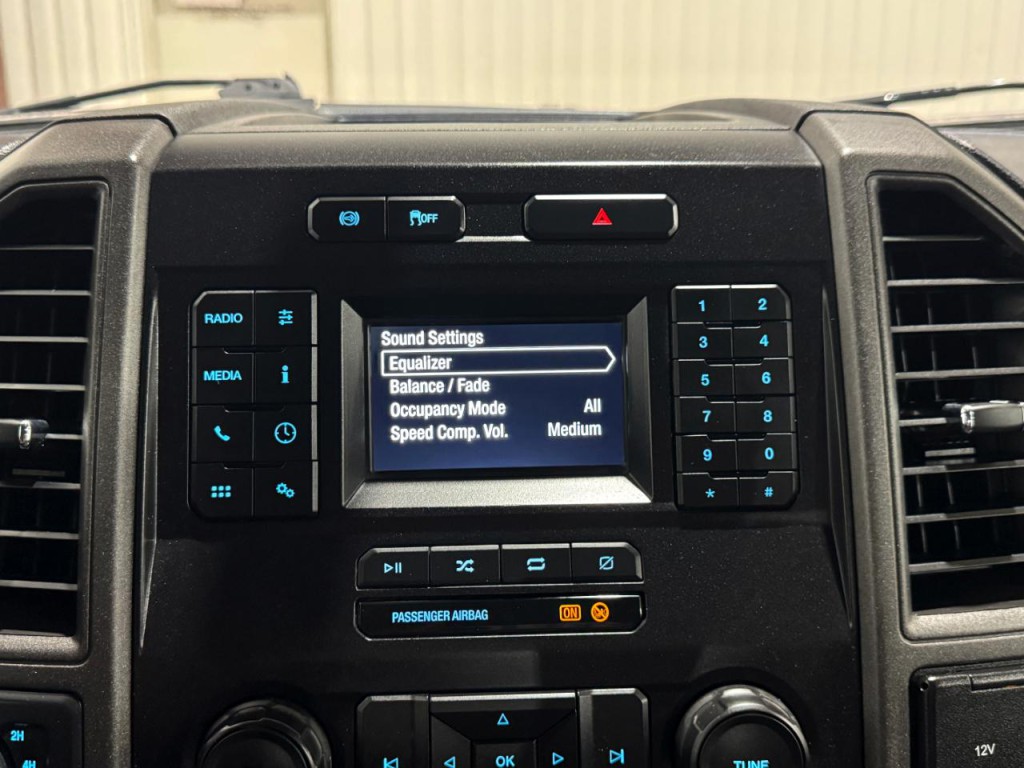 OFF
RADIO
MEDIA
Sound Settings
Equalizer
Balance / Fade
Occupancy Mode All
Speed Comp. Vol. Medium
1 2
3 4
5 6
7 8
9 0
* #
PASSENGER AIRBAG ON
2H
4H
OK
TUNE
12V